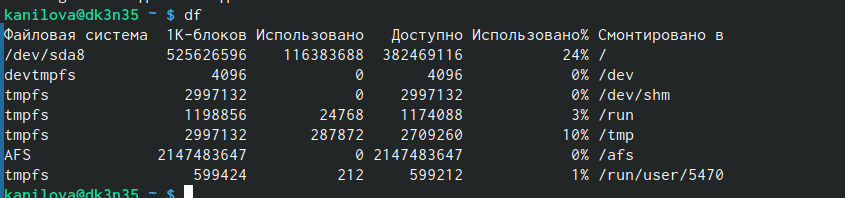 kanilova@dk3n35 ~ $ df
Файловая система 1K-блоков Использовано Доступно Использовано% Смонтировано в
/dev/sda8 525626596 116383688 382469116 24% /
devtmpfs 4096 0 4096 0% /dev
tmpfs 2997132 0 2997132 0% /dev/shm
tmpfs 1198856 24768 1174088 3% /run
tmpfs 2997132 287872 2709260 10% /tmp
AFS 2147483647 0 2147483647 0% /afs
tmpfs 599424 212 599212 1% /run/user/5470
kanilova@dk3n35 ~ $